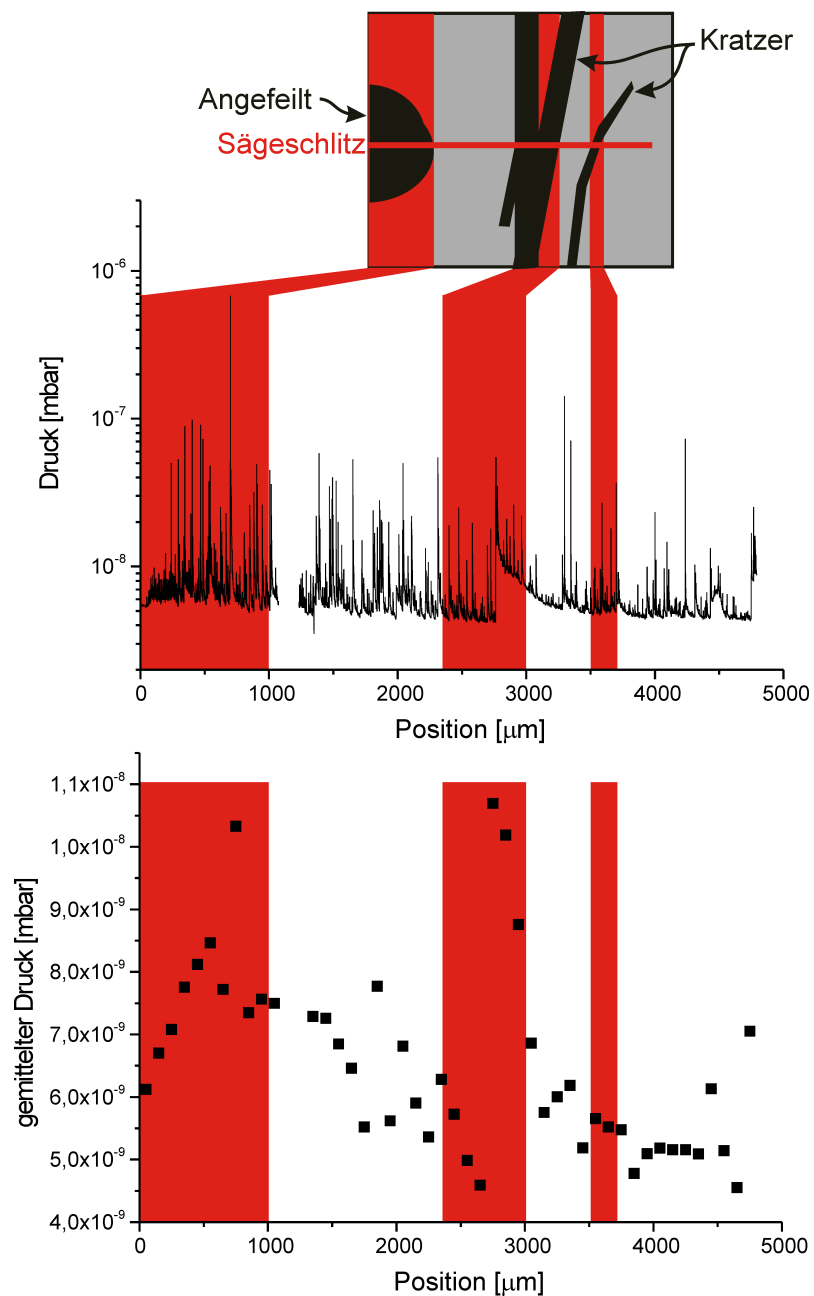 Kratzer
Angefeilt
Sägeschlitz
Druck [mbar]
10⁻⁶
10⁻⁷
10⁻⁸
0 1000 2000 3000 4000 5000
Position [μm]
gemittelter Druck [mbar]
1,1x10⁻⁸
1,0x10⁻⁸
9,0x10⁻⁹
8,0x10⁻⁹
7,0x10⁻⁹
6,0x10⁻⁹
5,0x10⁻⁹
4,0x10⁻⁹
0 1000 2000 3000 4000 5000
Position [μm]